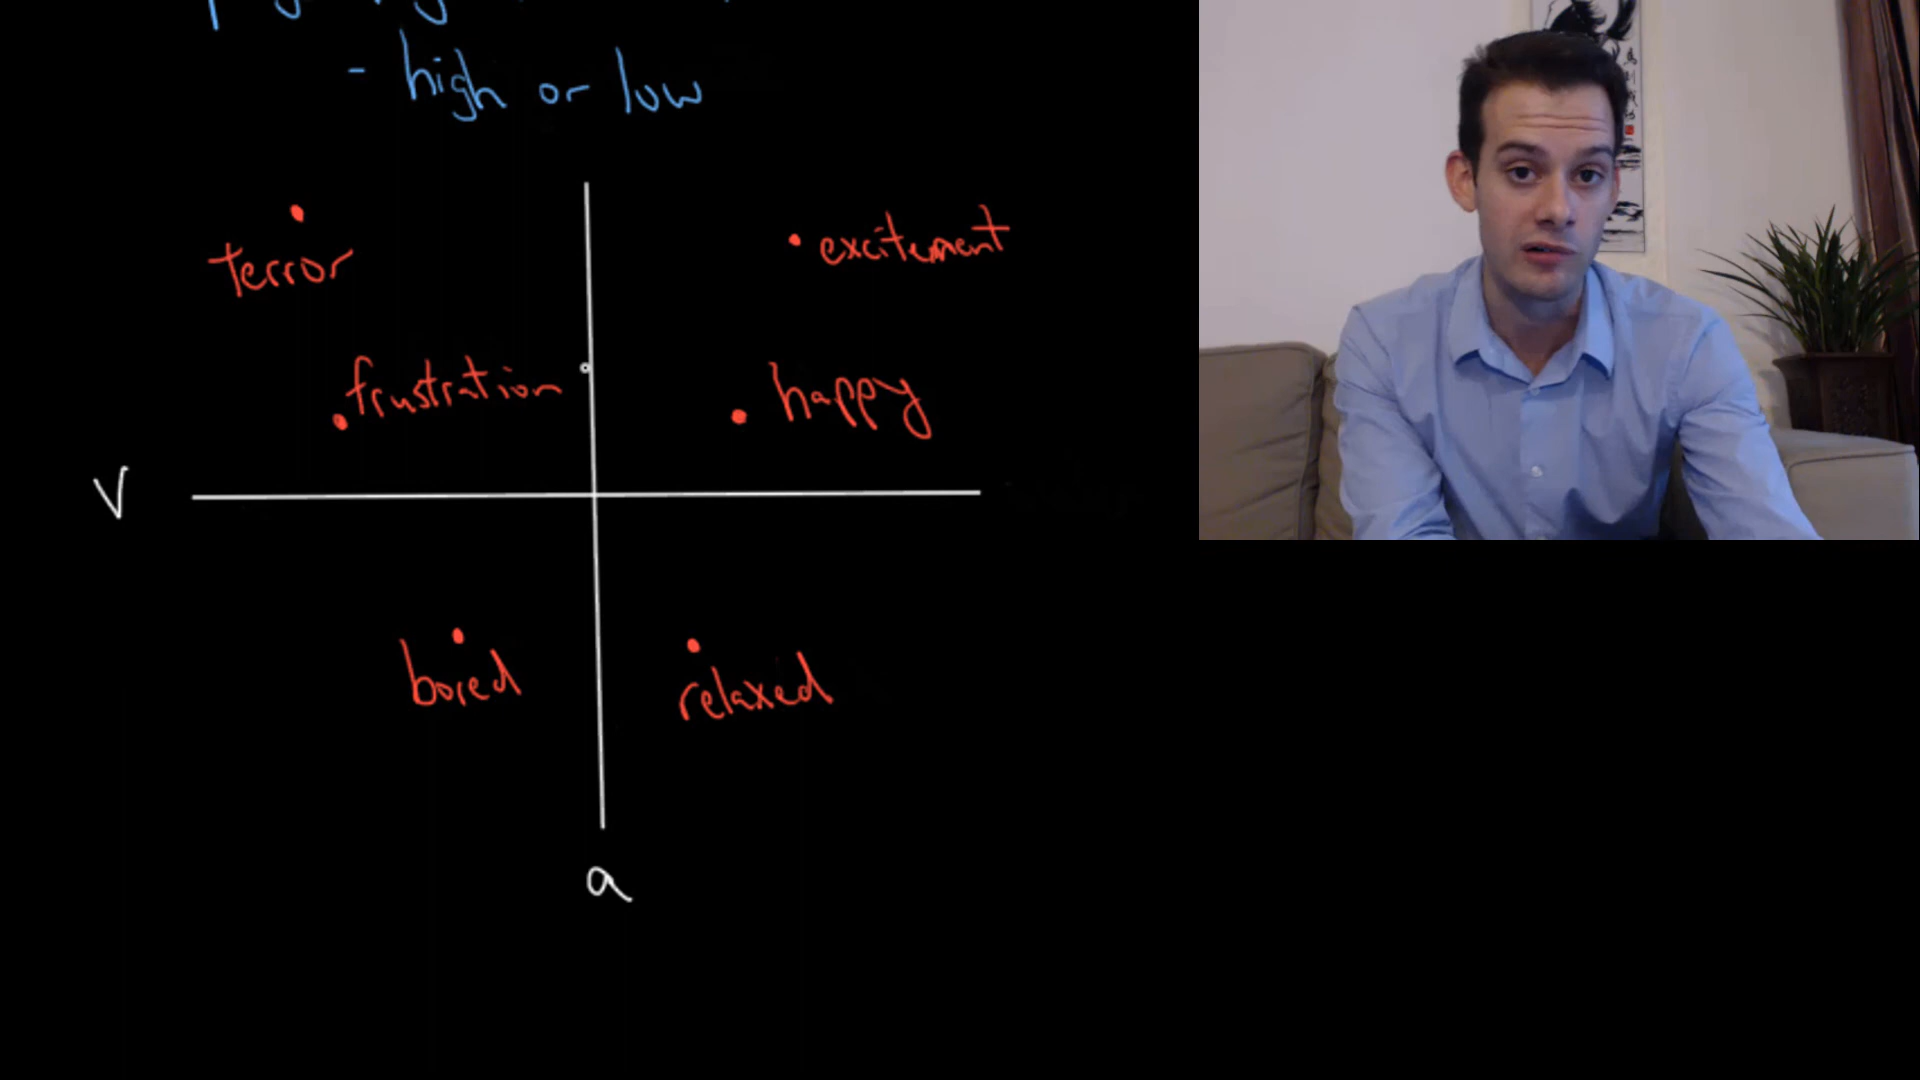 - high or low
terror
excitement
frustration
happy
V
bored
relaxed
a